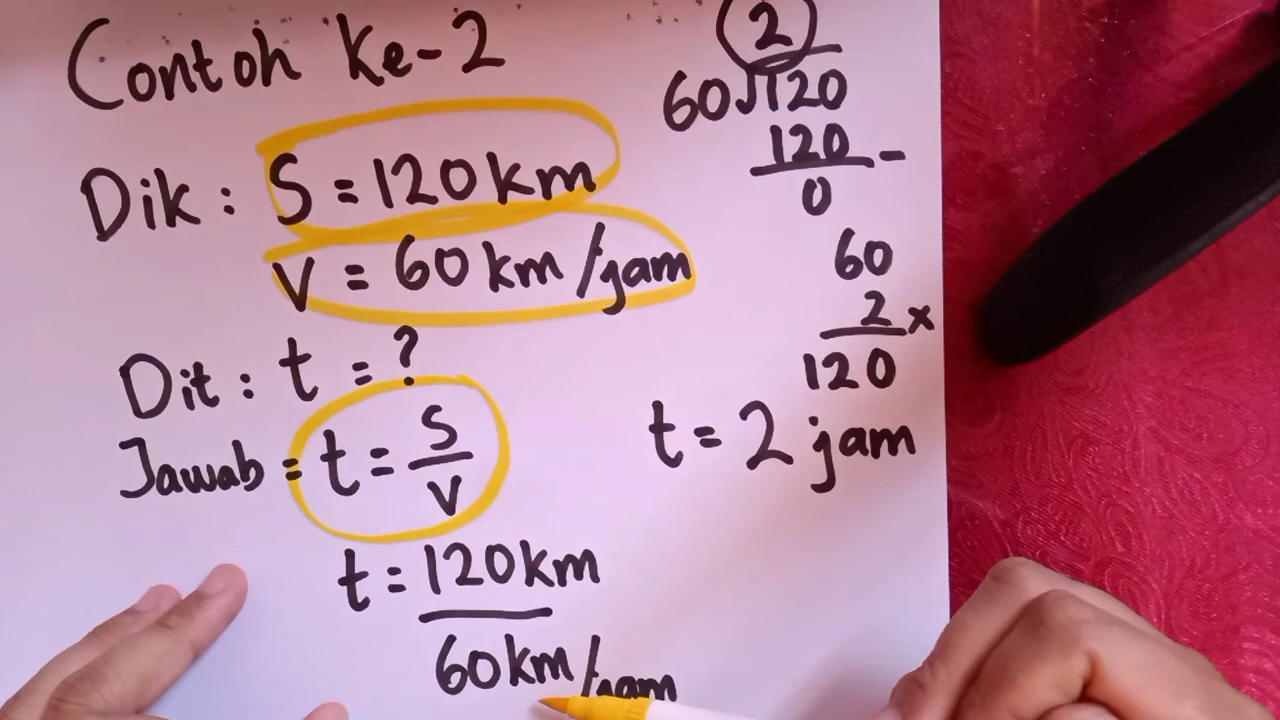 Contoh Ke-2
Dik : S = 120 km
V = 60 km/jam
Dit : t = ?
Jawab = t = S
V
t = 120 km
60 km/jam
2
60 120
120 -
0
60
2 x
120
t = 2 jam